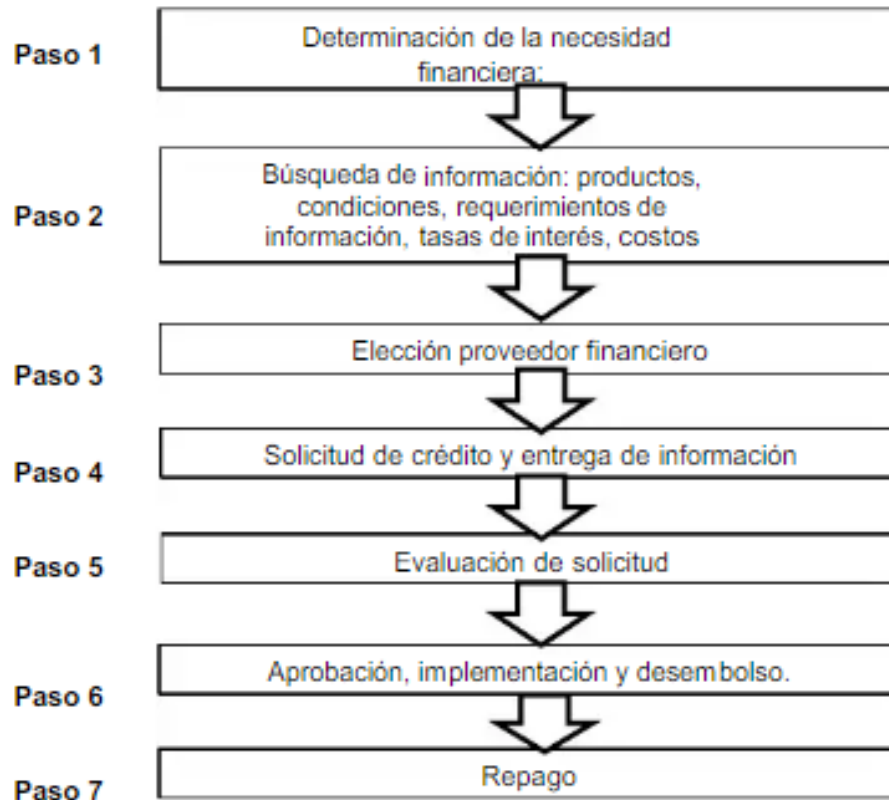 Paso 1
Determinación de la necesidad
financiera:
Paso 2
Búsqueda de información: productos,
condiciones, requerimientos de
información, tasas de interés, costos
Paso 3
Elección proveedor financiero
Paso 4
Solicitud de crédito y entrega de información
Paso 5
Evaluación de solicitud
Paso 6
Aprobación, implementación y desembolso.
Paso 7
Repago